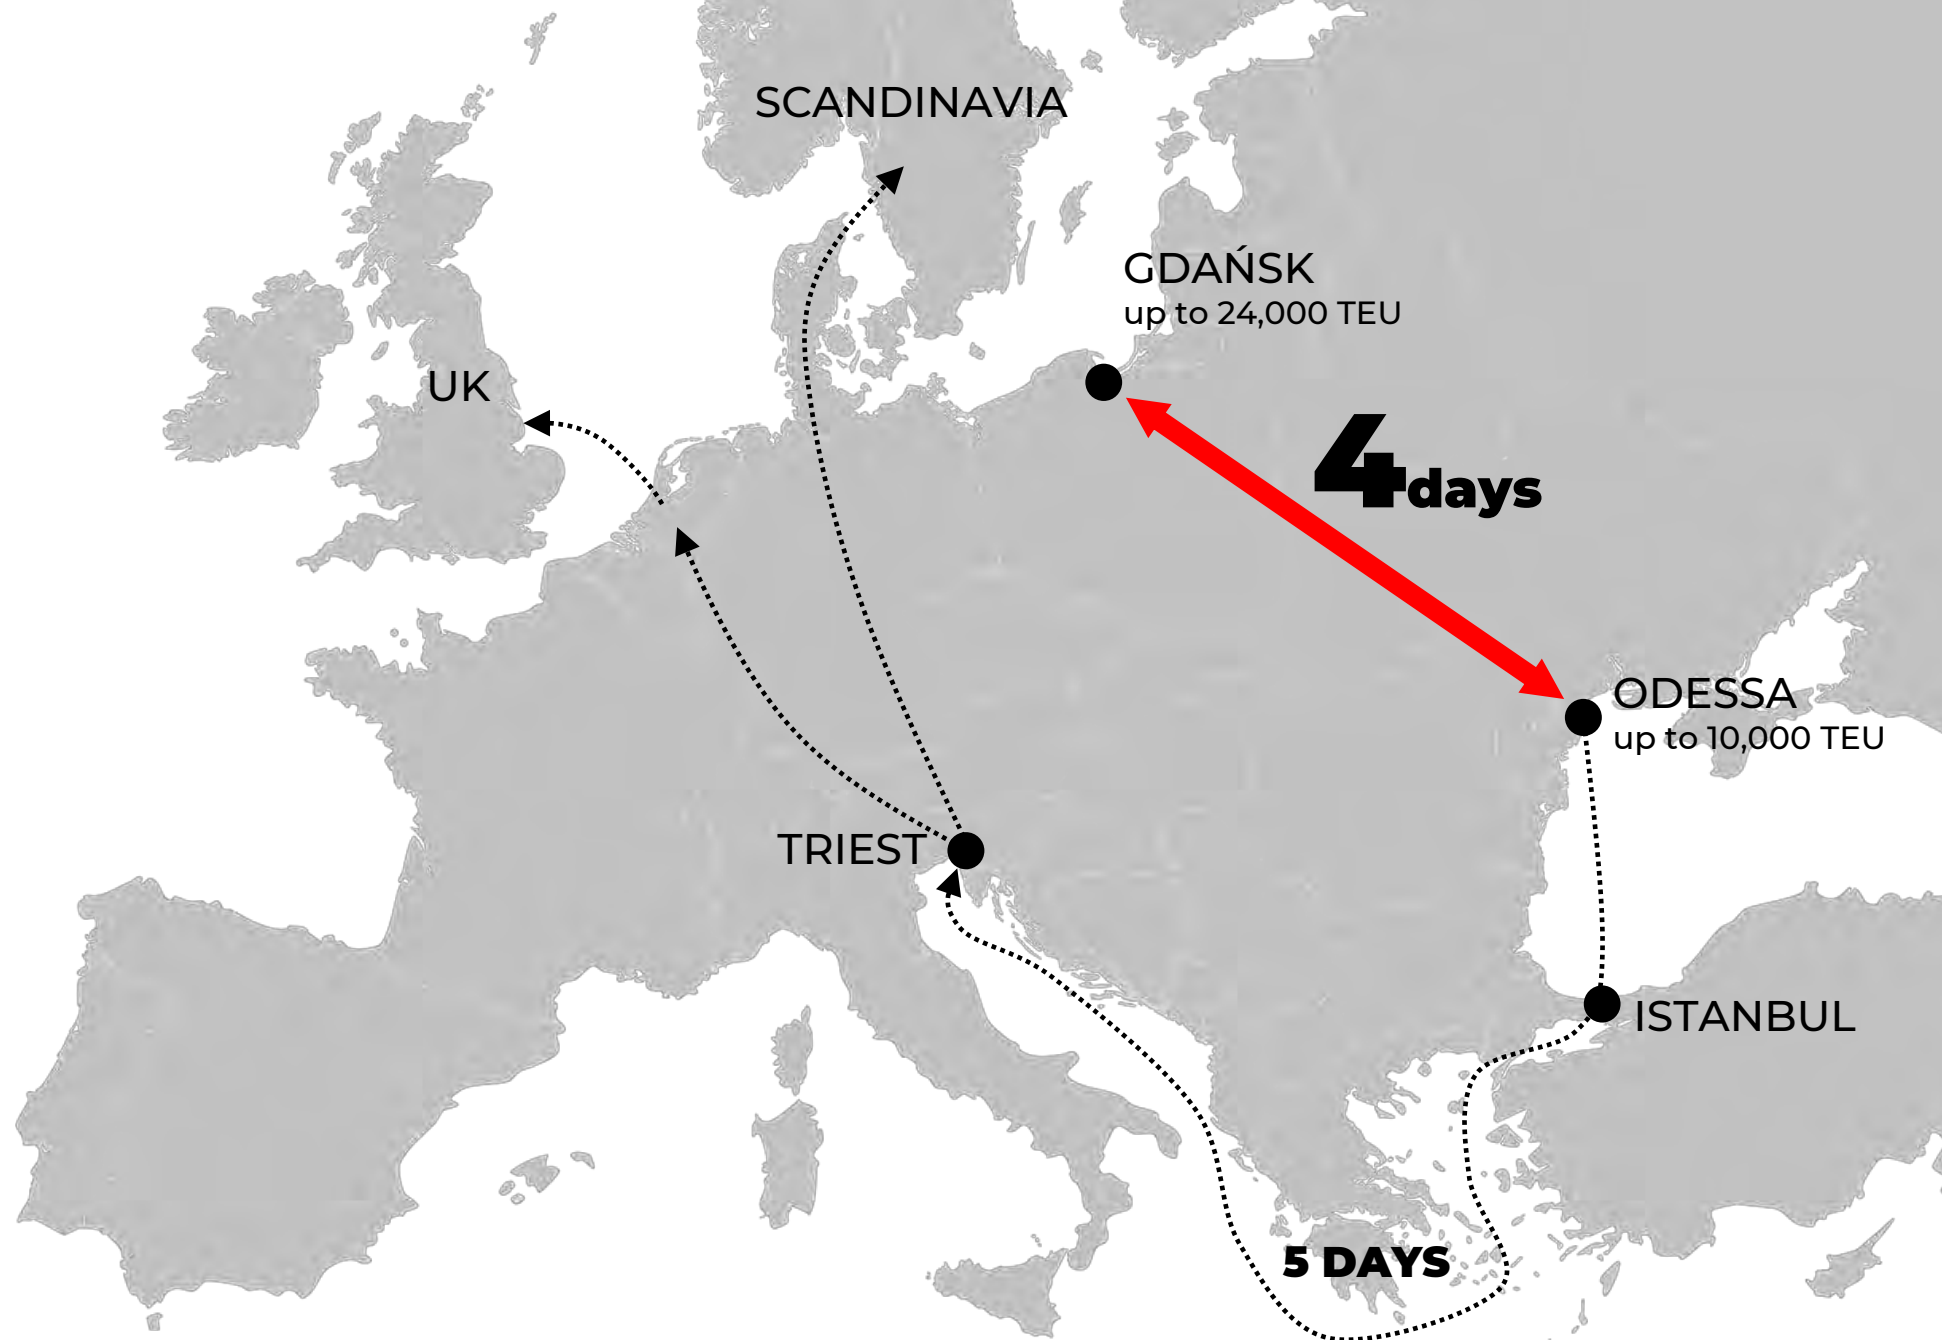 SCANDINAVIA
GDAŃSK
up to 24,000 TEU
UK
4days
ODESSA
up to 10,000 TEU
TRIEST
ISTANBUL
5 DAYS